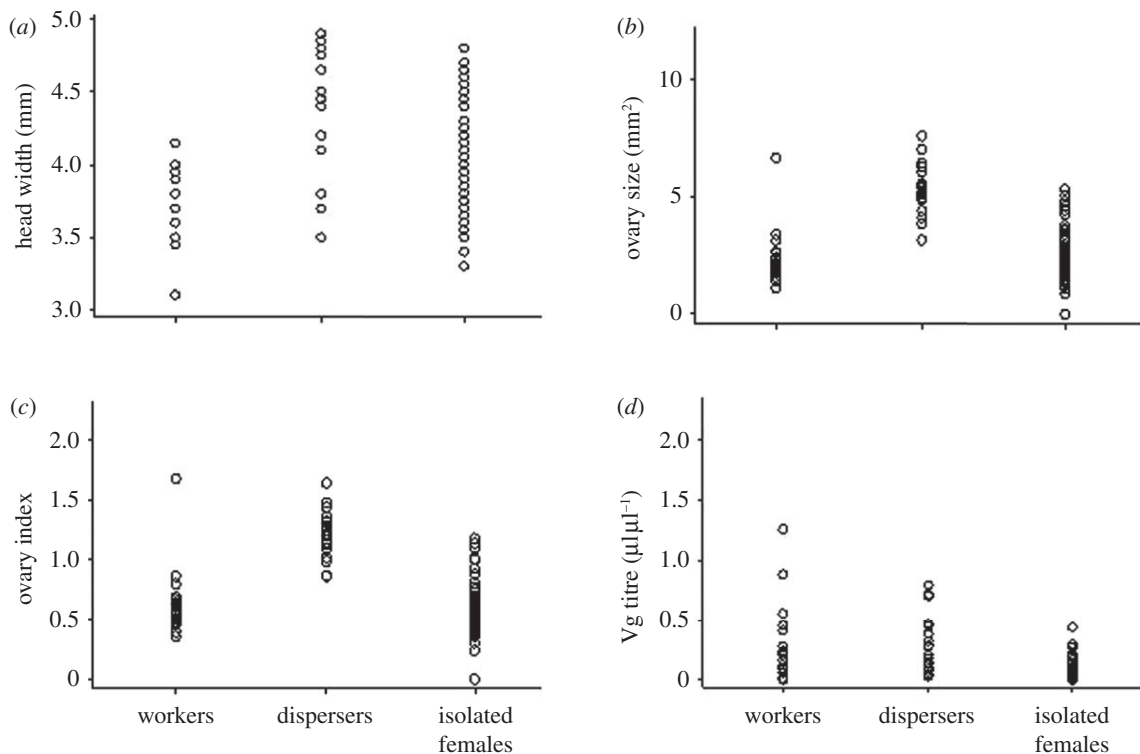 (a)
5.0
4.5
4.0
3.5
3.0
head width (mm)
(b)
10
5
0
ovary size (mm²)
(c)
2.0
1.5
1.0
0.5
0
ovary index
workers
dispersers
isolated
females
(d)
2.0
1.5
1.0
0.5
0
Vg titre (µl µl⁻¹)
workers
dispersers
isolated
females